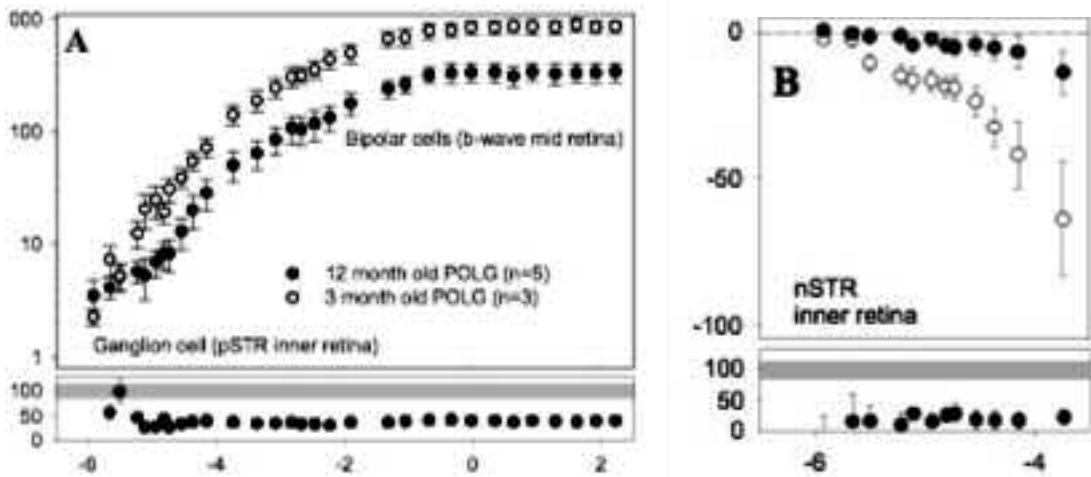 000
A
100
Bipolar cells (b-wave mid retina)
10
12 month old POLG (n=5)
3 month old POLG (n=3)
Ganglion cell (pSTR inner retina)
1
100
50
0
-6 -4 -2 0 2
0
B
-50
nSTR
inner retina
-100
100
50
0
-6 -4